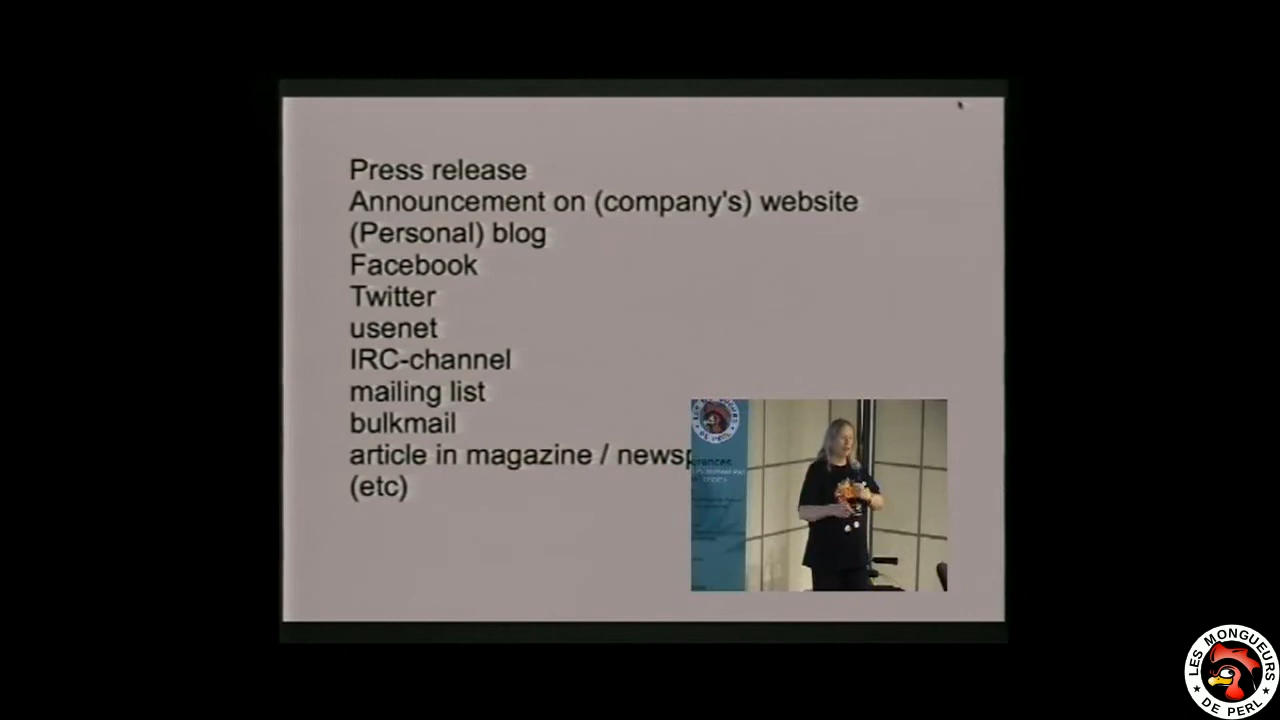 Press release
Announcement on (company's) website
(Personal) blog
Facebook
Twitter
usenet
IRC-channel
mailing list
bulkmail
article in magazine /
(etc)
LES MONGUEURS
DE PERL